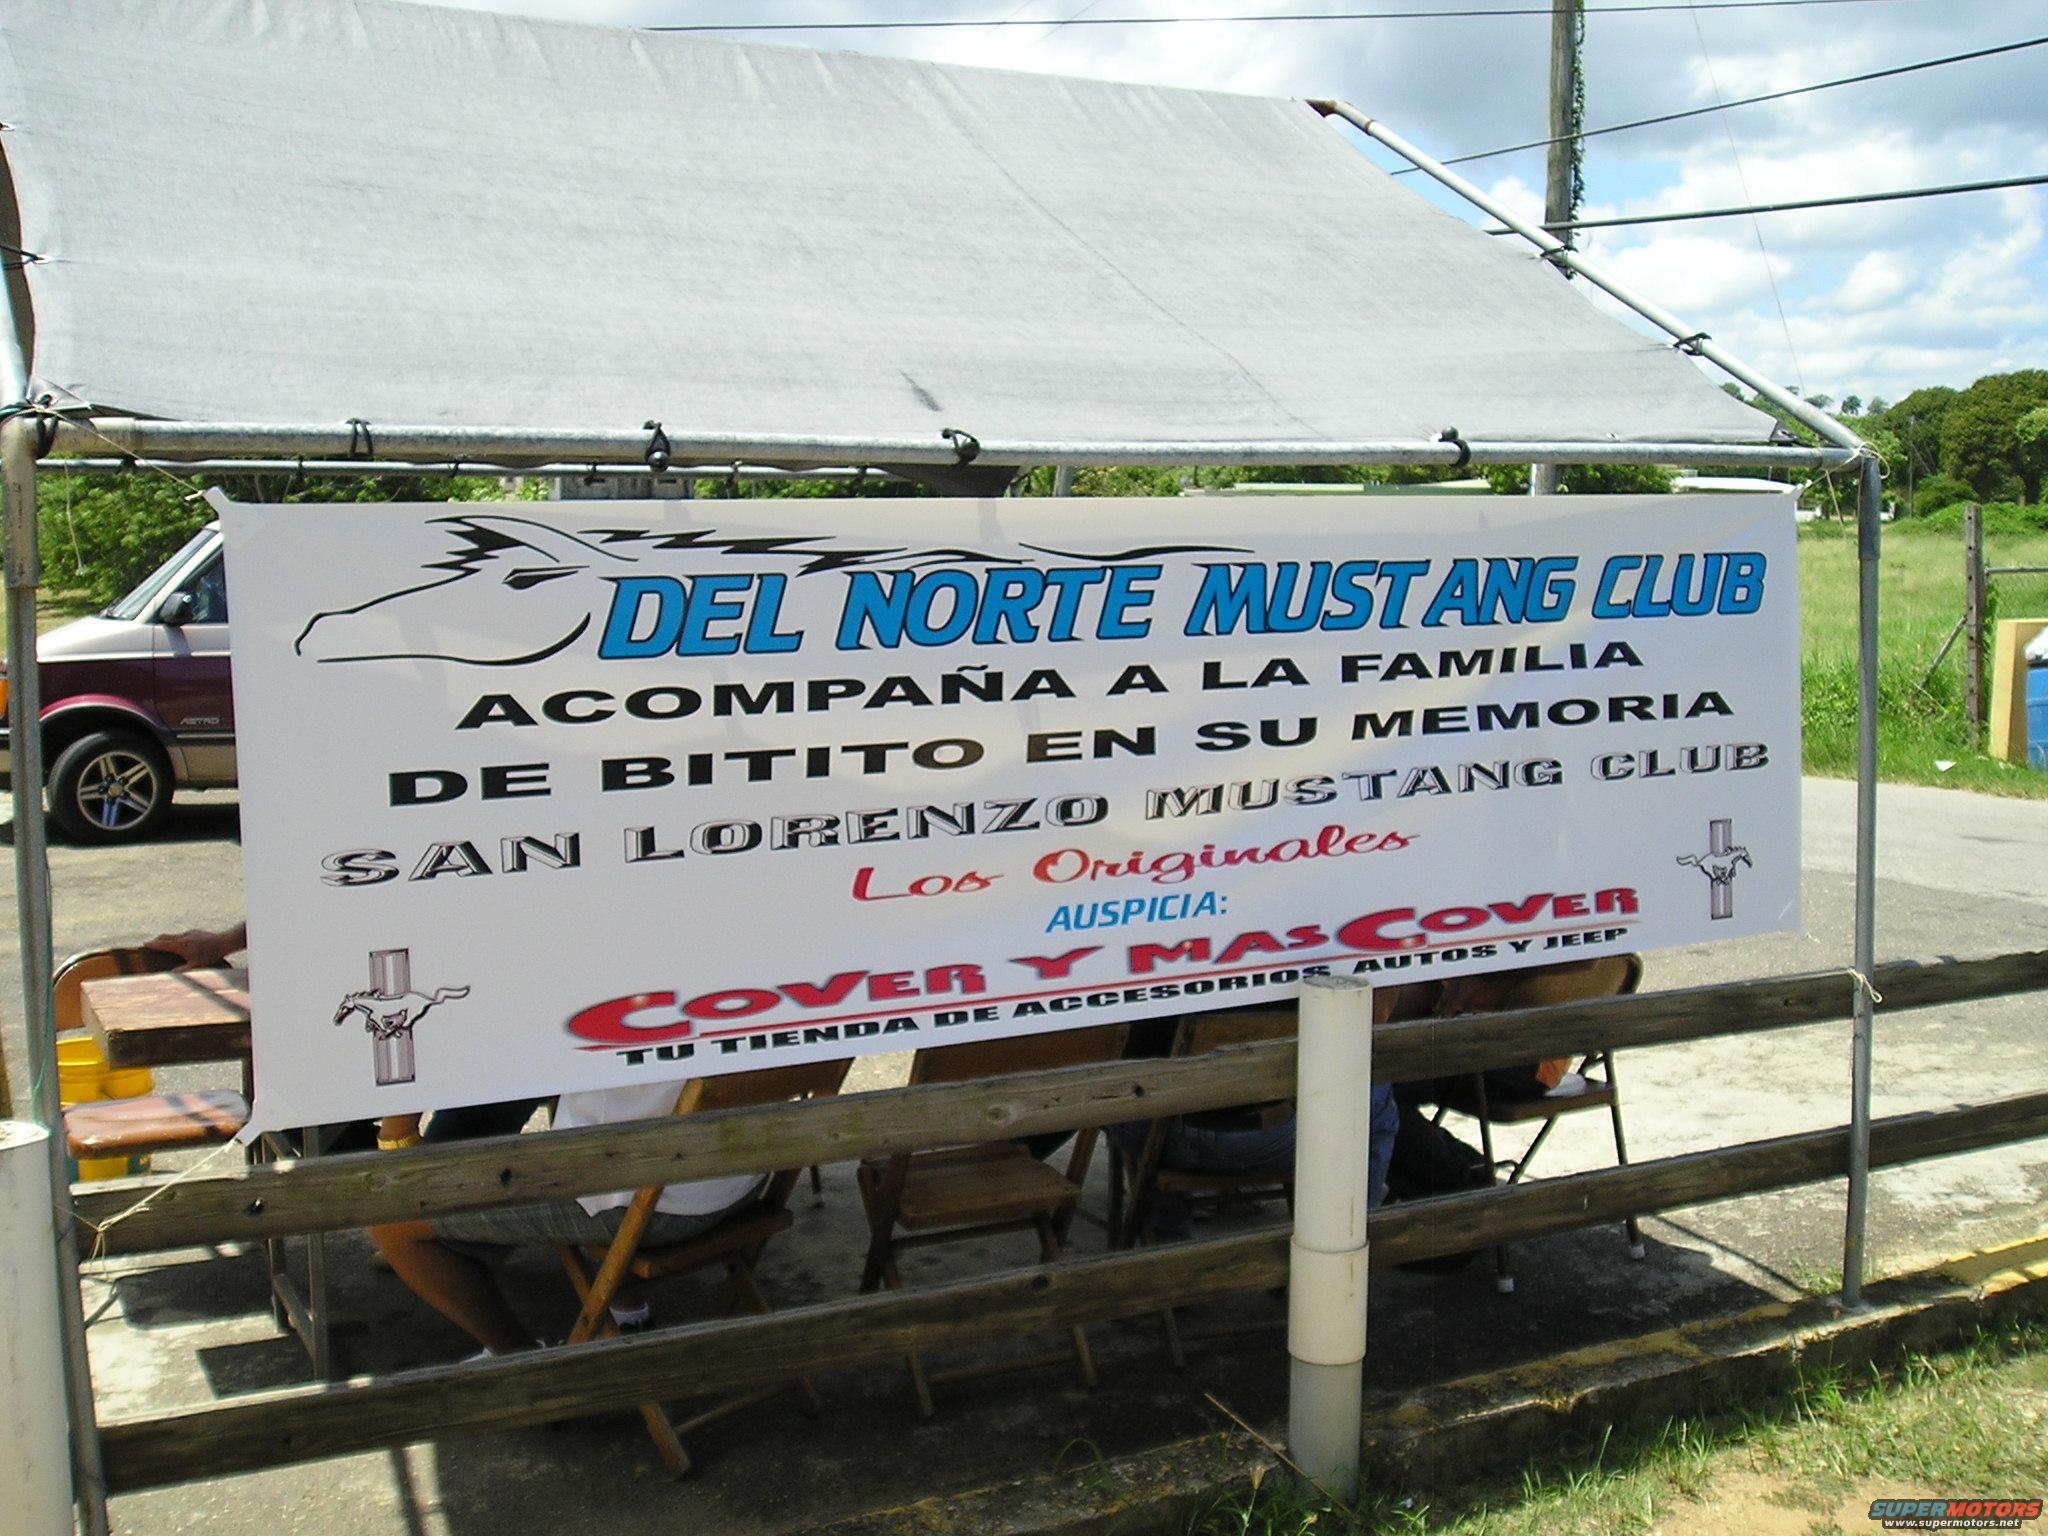 DEL NORTE MUSTANG CLUB
ACOMPAÑA A LA FAMILIA
DE BITITO EN SU MEMORIA
SAN LORENZO MUSTANG CLUB
Los Originales
AUSPICIA:
COVER Y MAS COVER
TU TIENDA DE ACCESORIOS AUTOS Y JEEP
ASTRO
SUPERMOTORS
www.supermotors.net